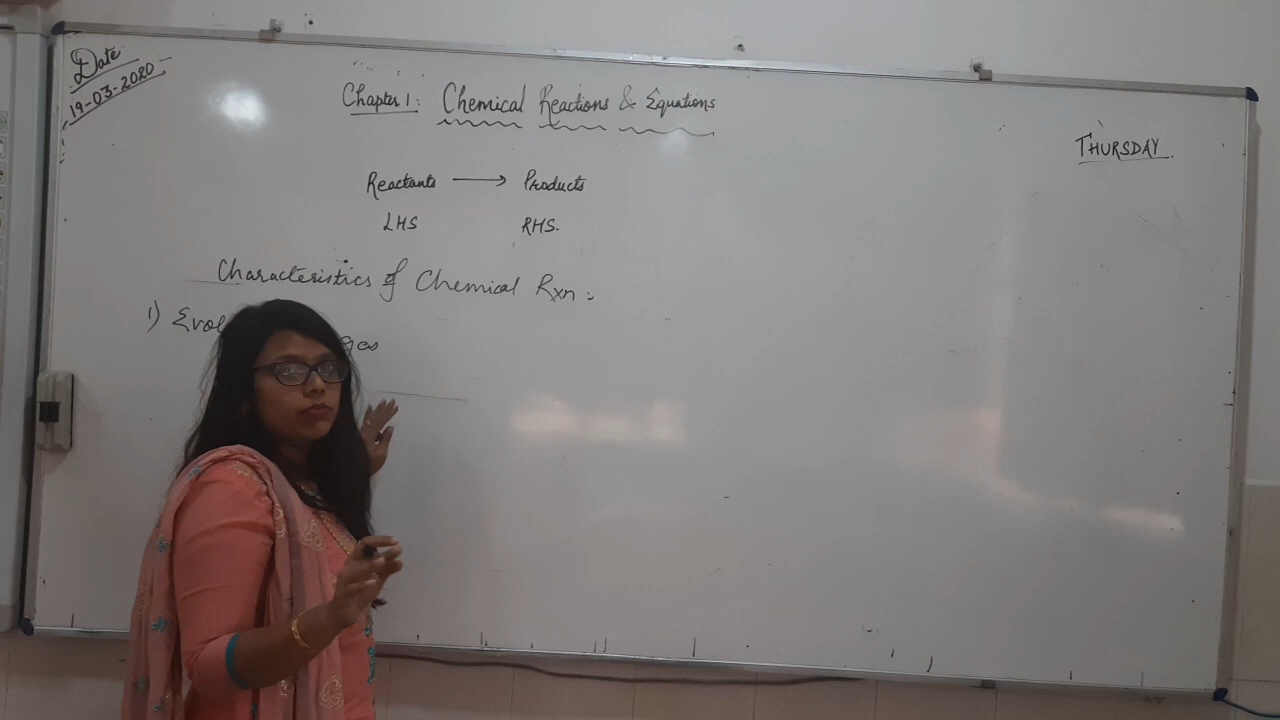 Date
19-03-2020
Chapter 1: Chemical Reactions & Equations
THURSDAY.
Reactants ⟶ Products
LHS RHS.
Characteristics of Chemical Rxn:
1) Evol gas